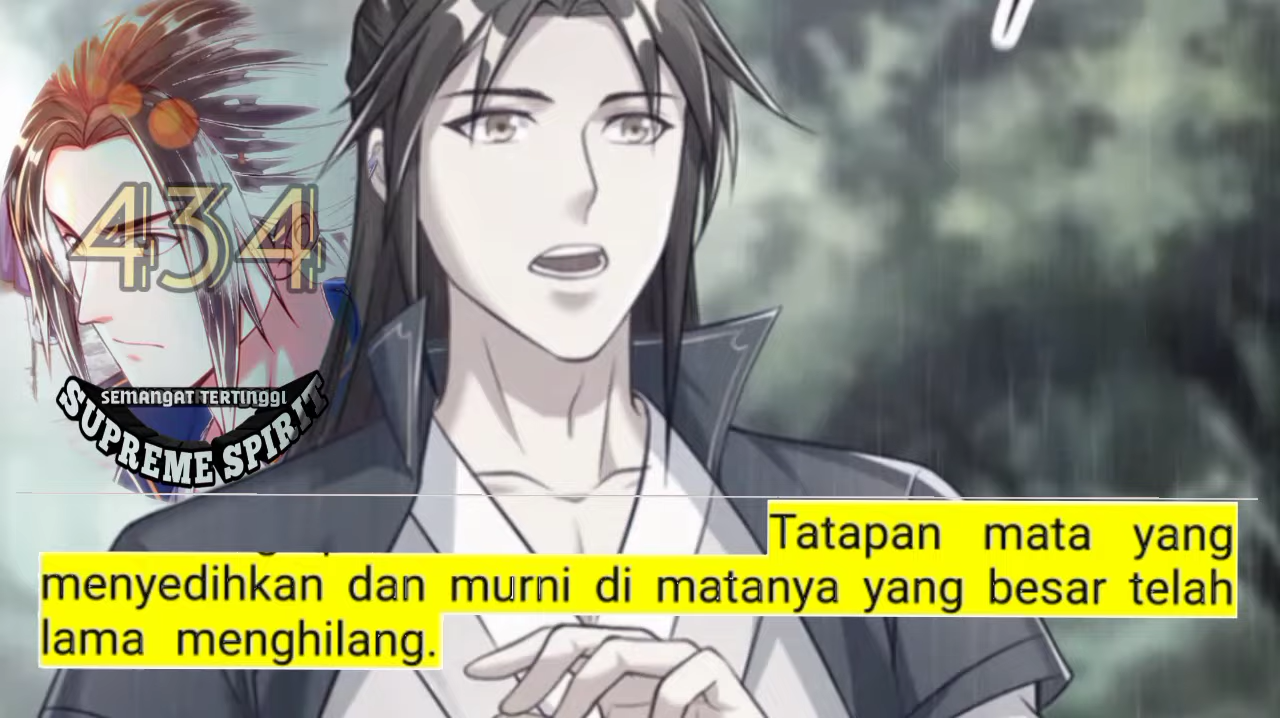 434
SEMANGAT TERTINGGI
SUPREME SPIRIT
Tatapan mata yang
menyedihkan dan murni di matanya yang besar telah
lama menghilang.